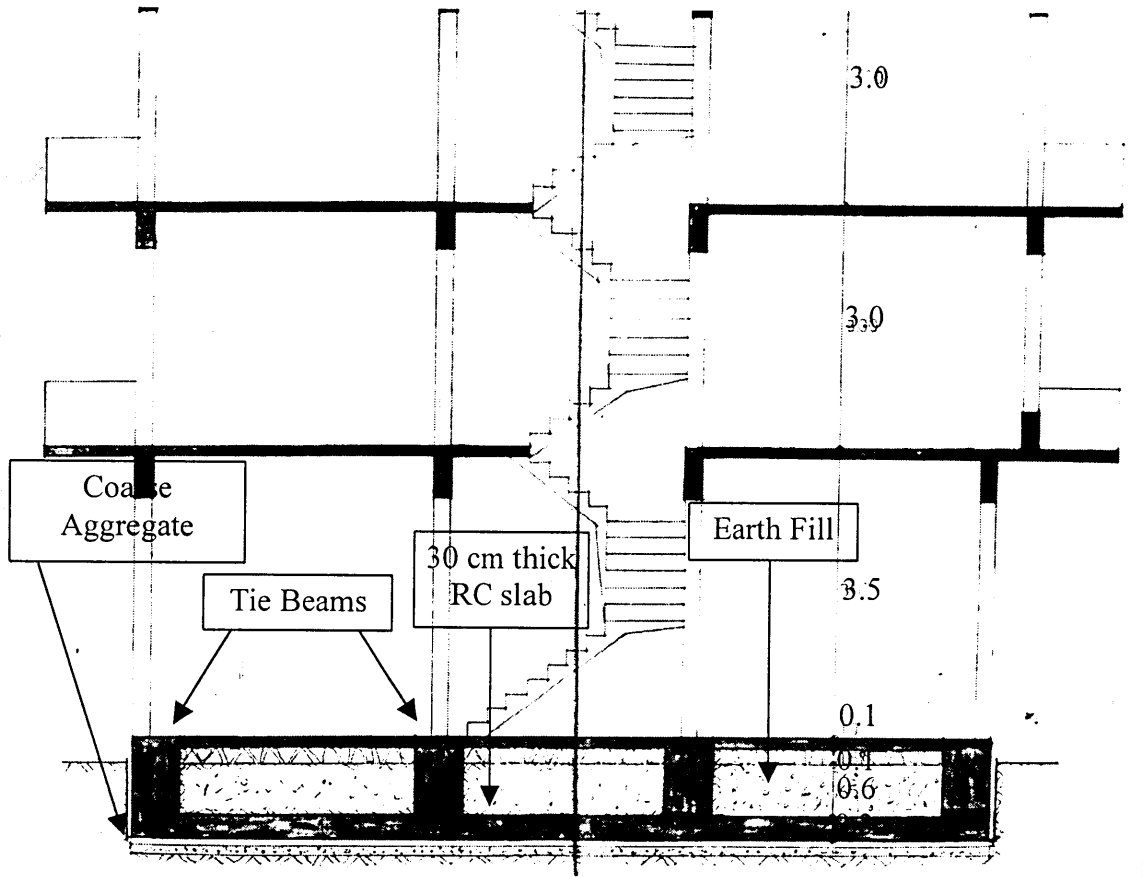 3.0
3.0
Coarse
Aggregate
30 cm thick
RC slab
Earth Fill
Tie Beams
3.5
0.1
0.1
0.6